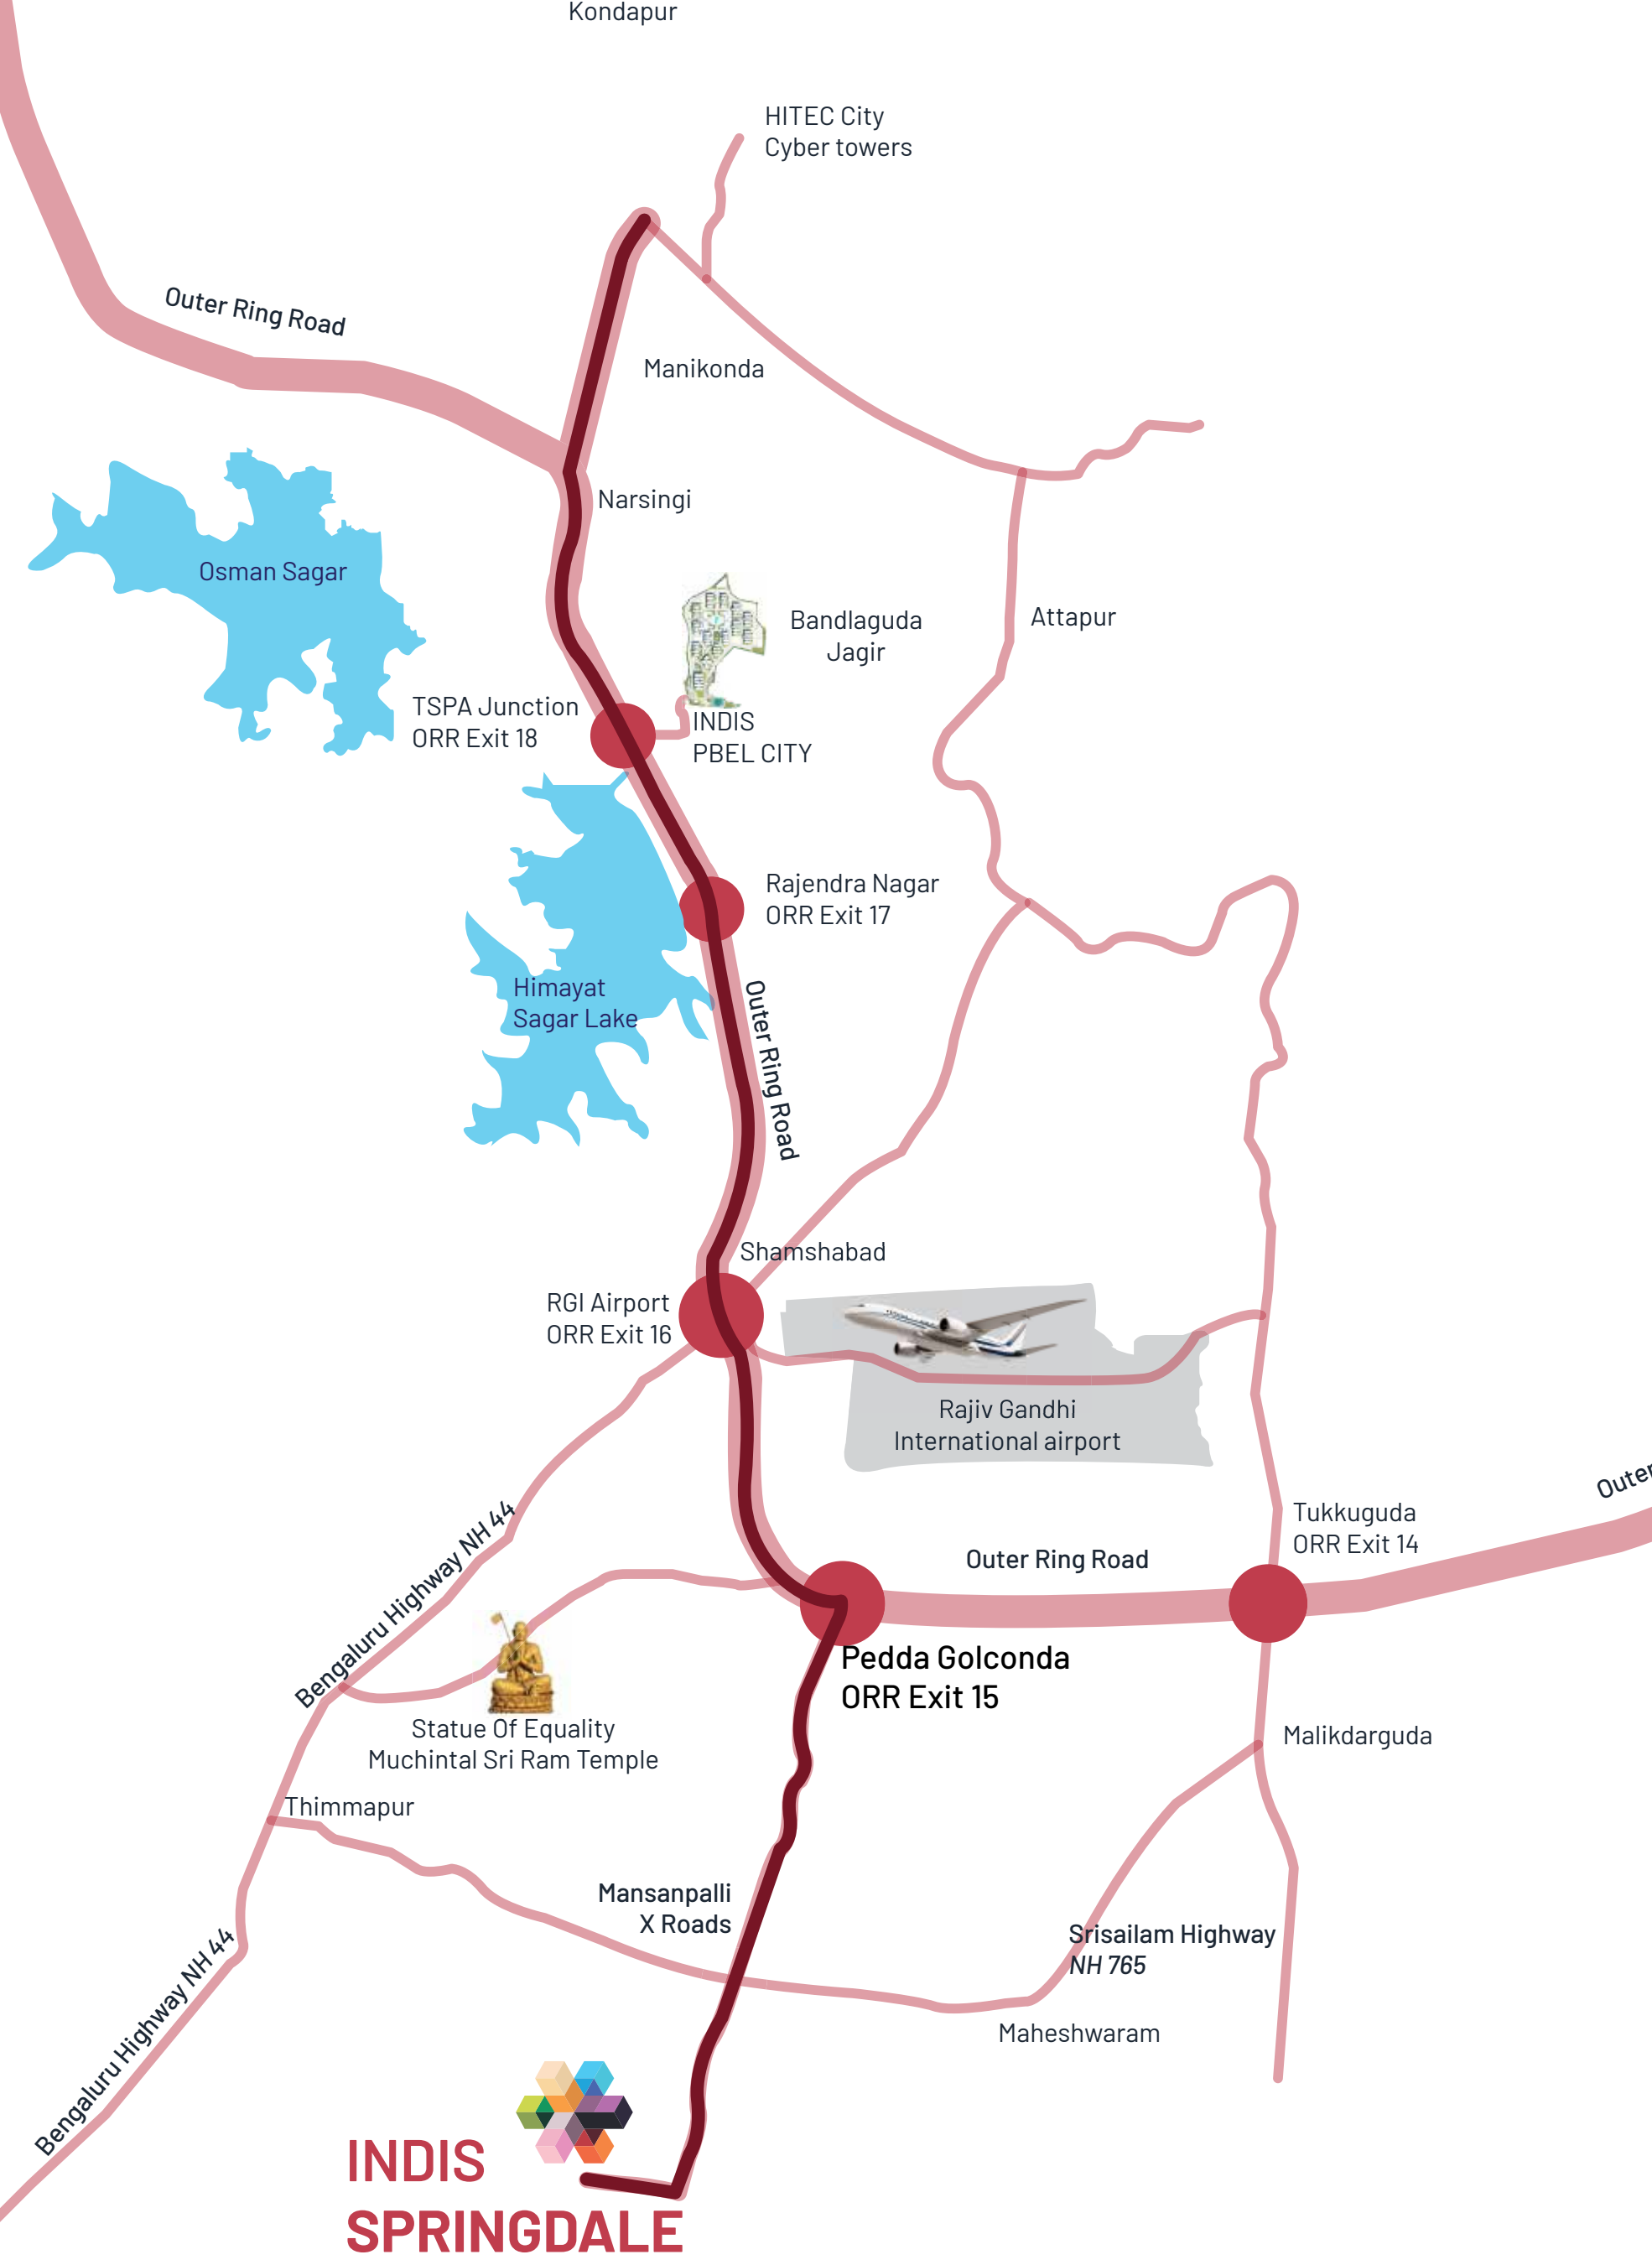 Kondapur
HITEC City
Cyber towers
Outer Ring Road
Manikonda
Narsingi
Osman Sagar
Bandlaguda
Jagir
Attapur
TSPA Junction
ORR Exit 18
INDIS
PBEL CITY
Rajendra Nagar
ORR Exit 17
Himayat
Sagar Lake
Outer Ring Road
Shamshabad
RGI Airport
ORR Exit 16
Rajiv Gandhi
International airport
Outer
Tukkuguda
ORR Exit 14
Outer Ring Road
Bengaluru Highway NH 44
Pedda Golconda
ORR Exit 15
Statue Of Equality
Muchintal Sri Ram Temple
Malikdarguda
Thimmapur
Mansanpalli
X Roads
Srisailam Highway
NH 765
Bengaluru Highway NH 44
Maheshwaram
INDIS
SPRINGDALE